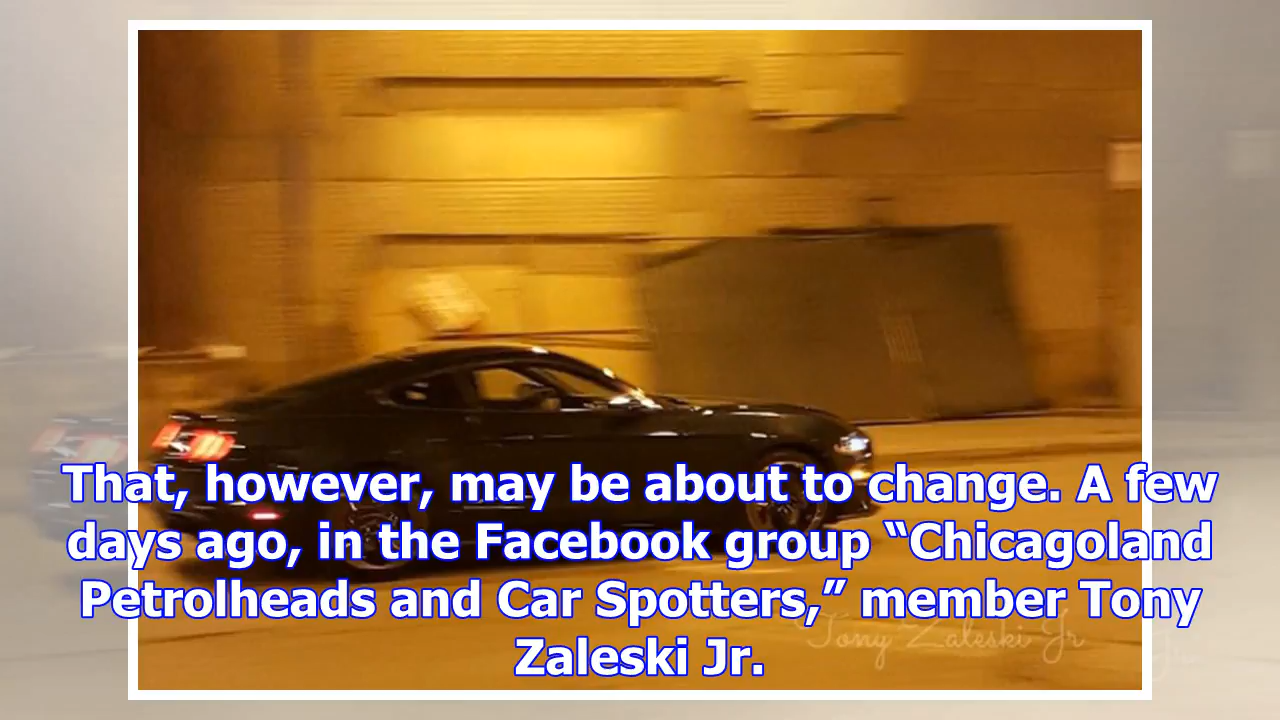 That, however, may be about to change. A few
days ago, in the Facebook group “Chicagoland
Petrolheads and Car Spotters,” member Tony
Zaleski Jr.
Tony Zaleski Jr